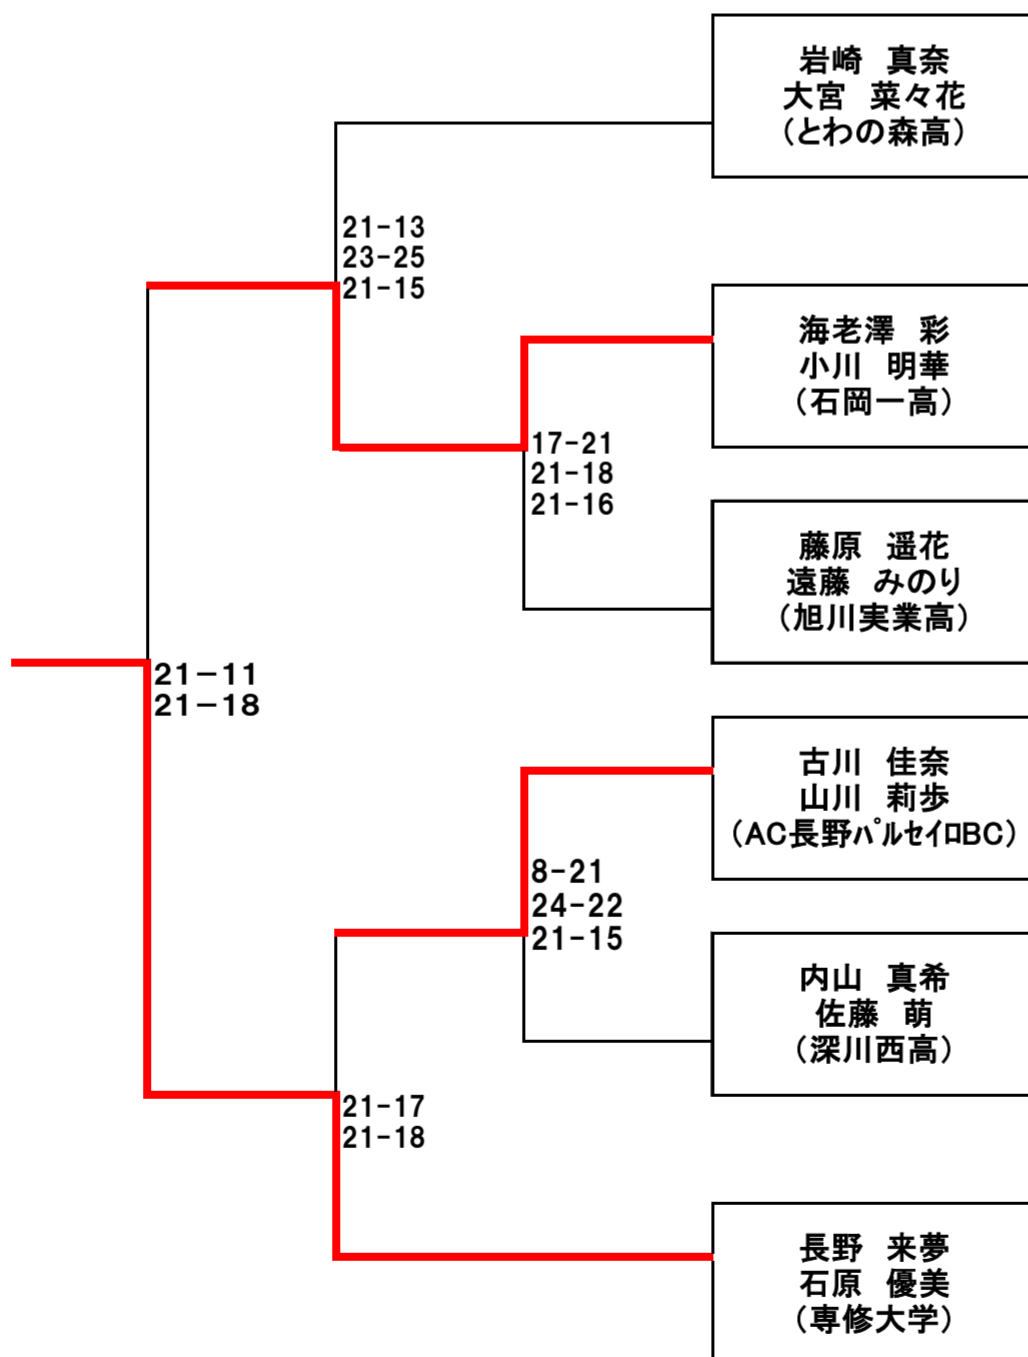 岩崎　真奈
大宮　菜々花
（とわの森高）
21-13
23-25
21-15
海老澤　彩
小川　明華
（石岡一高）
17-21
21-18
21-16
藤原　遥花
遠藤　みのり
（旭川実業高）
21－11
21－18
古川　佳奈
山川　莉歩
（AC長野ﾊﾟﾙｾｲﾛBC）
8-21
24-22
21-15
内山　真希
佐藤　萌
（深川西高）
21-17
21-18
長野　来夢
石原　優美
（専修大学）